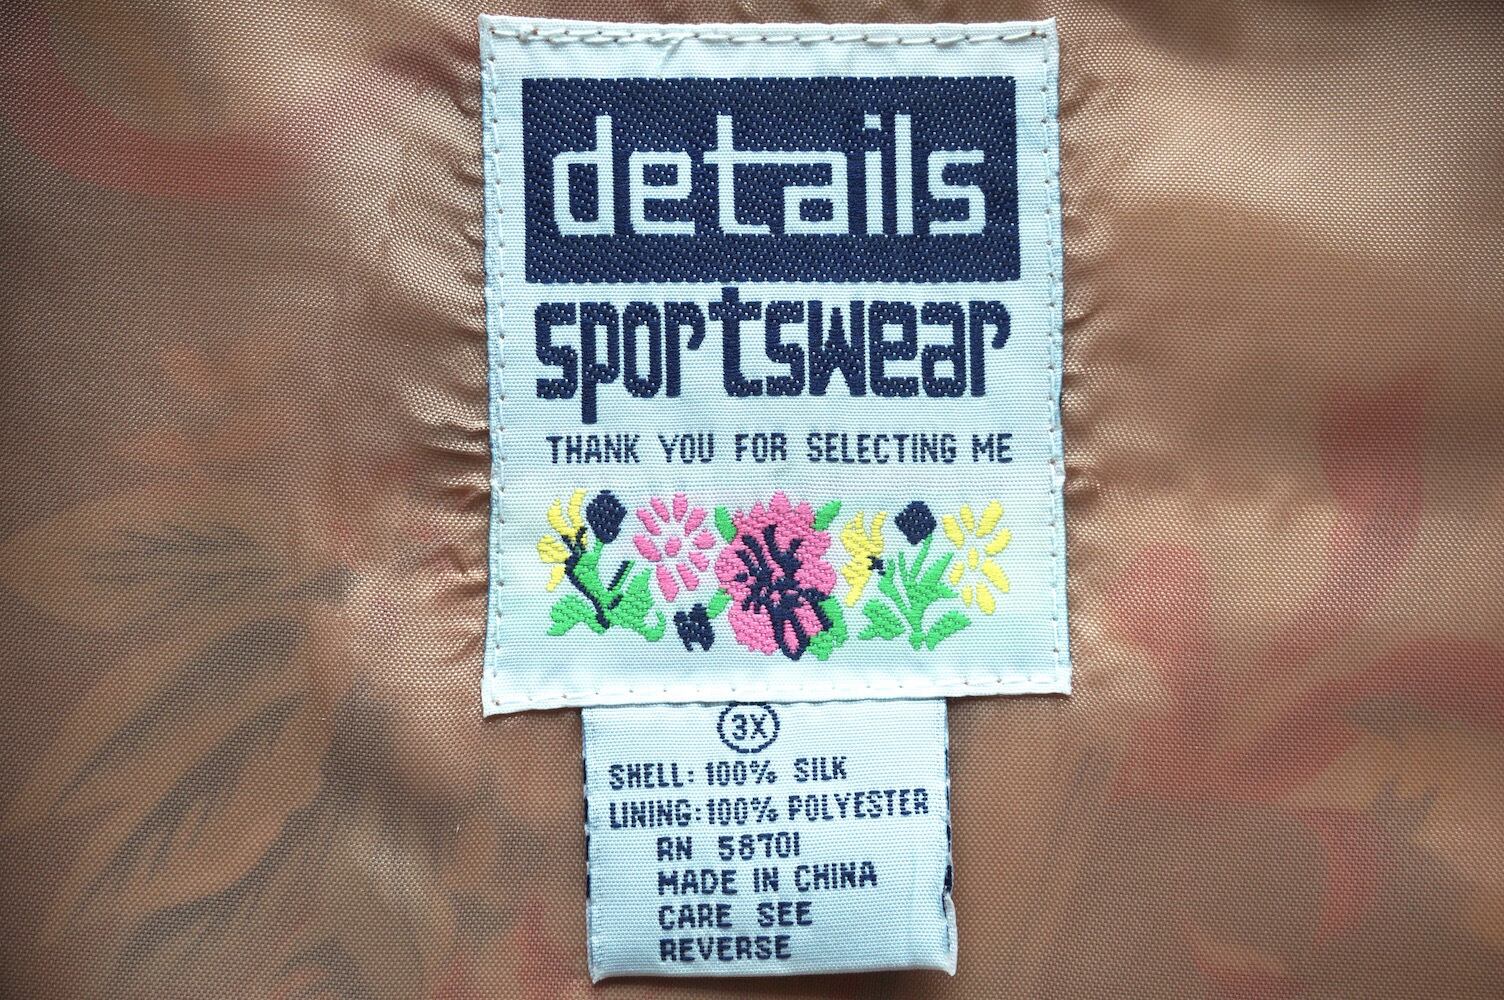 details
sportswear
THANK YOU FOR SELECTING ME
3X
SHELL: 100% SILK
LINING: 100% POLYESTER
RN 58701
MADE IN CHINA
CARE SEE
REVERSE